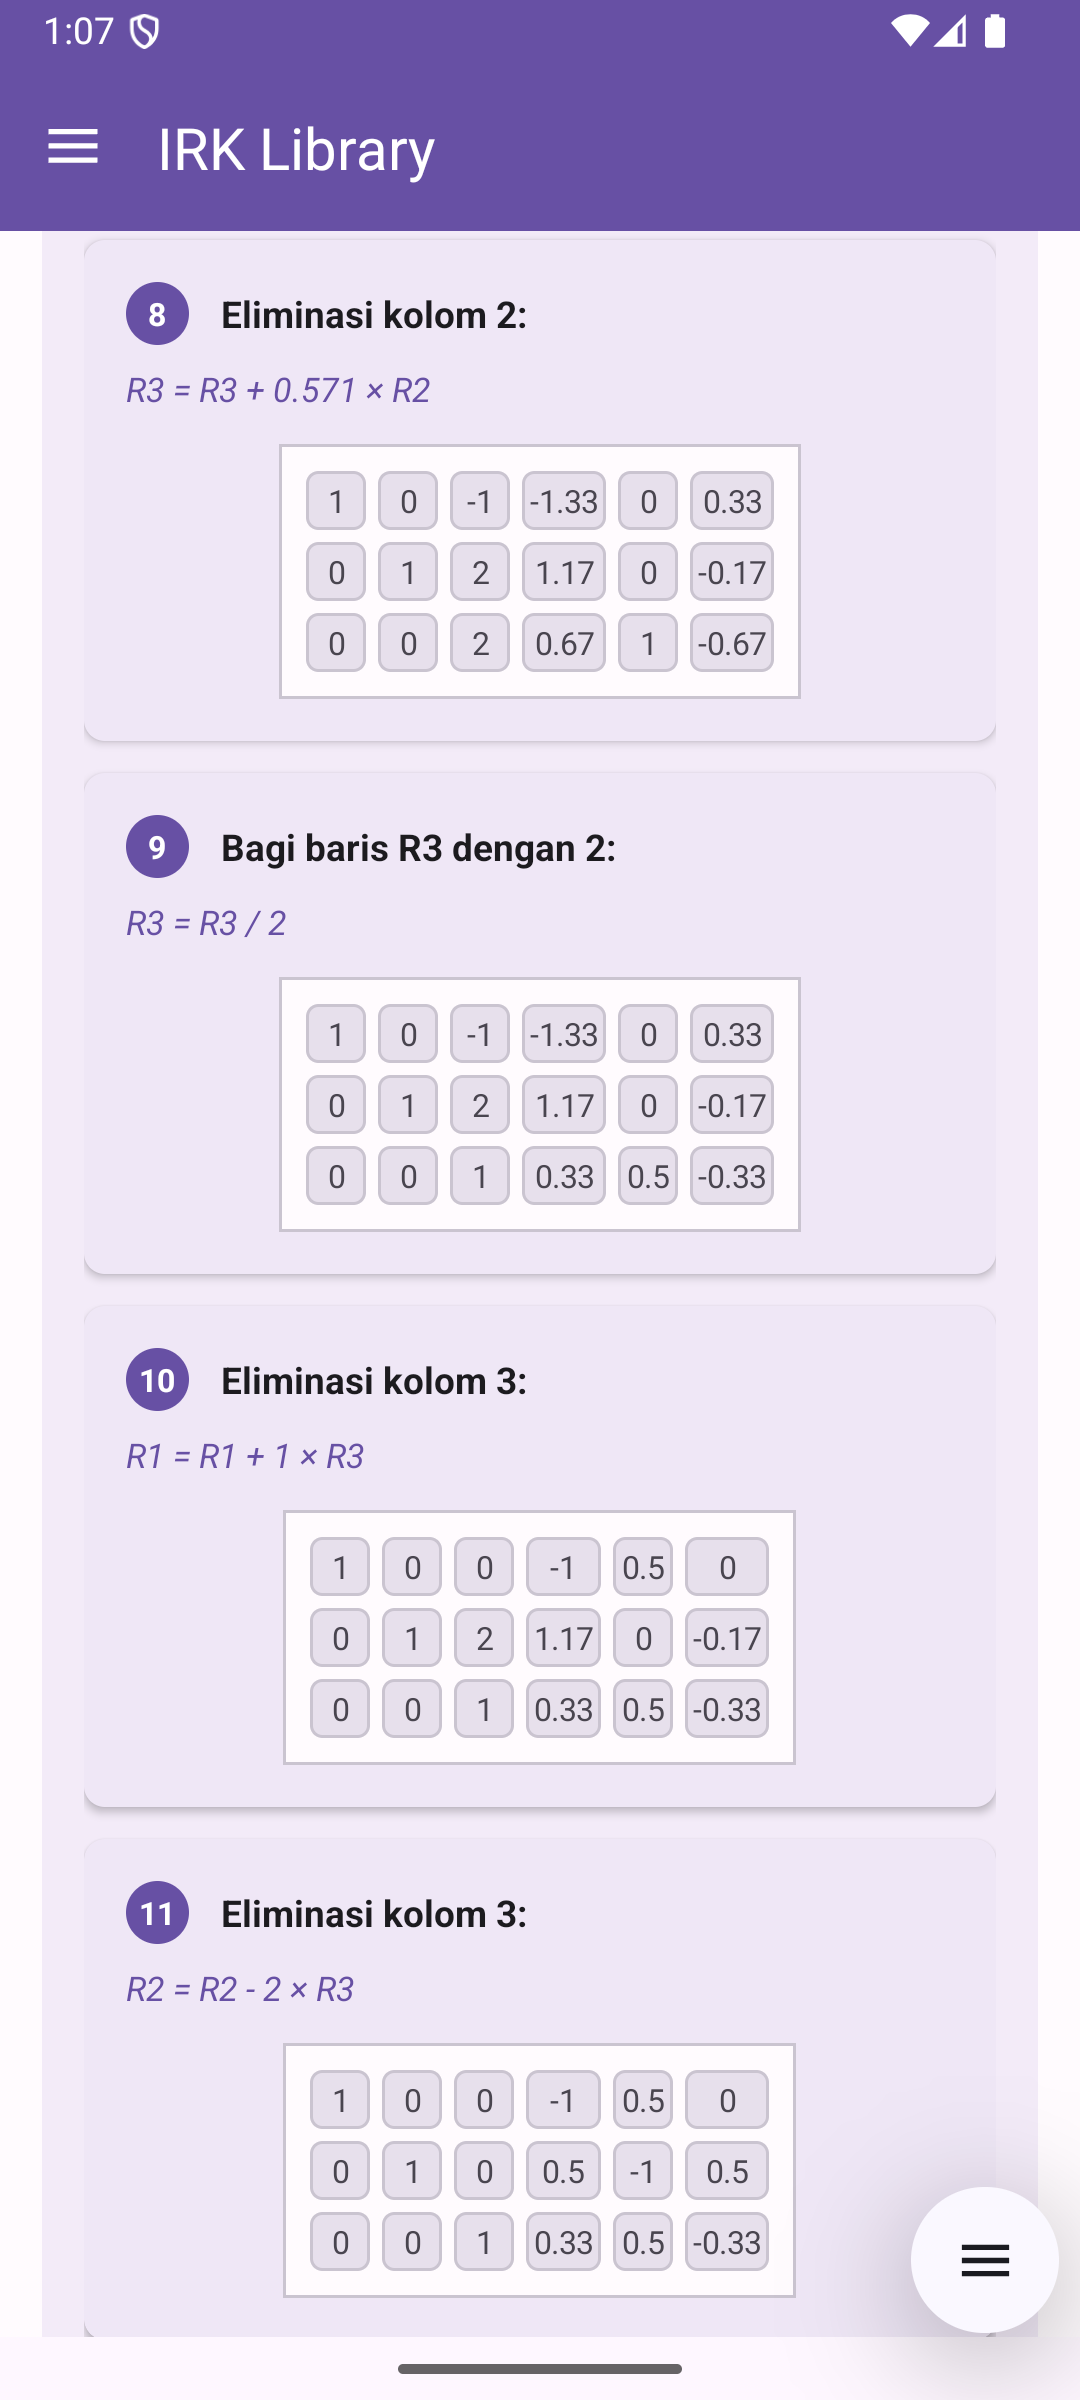 1:07
IRK Library
8 Eliminasi kolom 2:
R3 = R3 + 0.571 × R2
1 0 -1 -1.33 0 0.33
0 1 2 1.17 0 -0.17
0 0 2 0.67 1 -0.67
9 Bagi baris R3 dengan 2:
R3 = R3 / 2
1 0 -1 -1.33 0 0.33
0 1 2 1.17 0 -0.17
0 0 1 0.33 0.5 -0.33
10 Eliminasi kolom 3:
R1 = R1 + 1 × R3
1 0 0 -1 0.5 0
0 1 2 1.17 0 -0.17
0 0 1 0.33 0.5 -0.33
11 Eliminasi kolom 3:
R2 = R2 - 2 × R3
1 0 0 -1 0.5 0
0 1 0 0.5 -1 0.5
0 0 1 0.33 0.5 -0.33